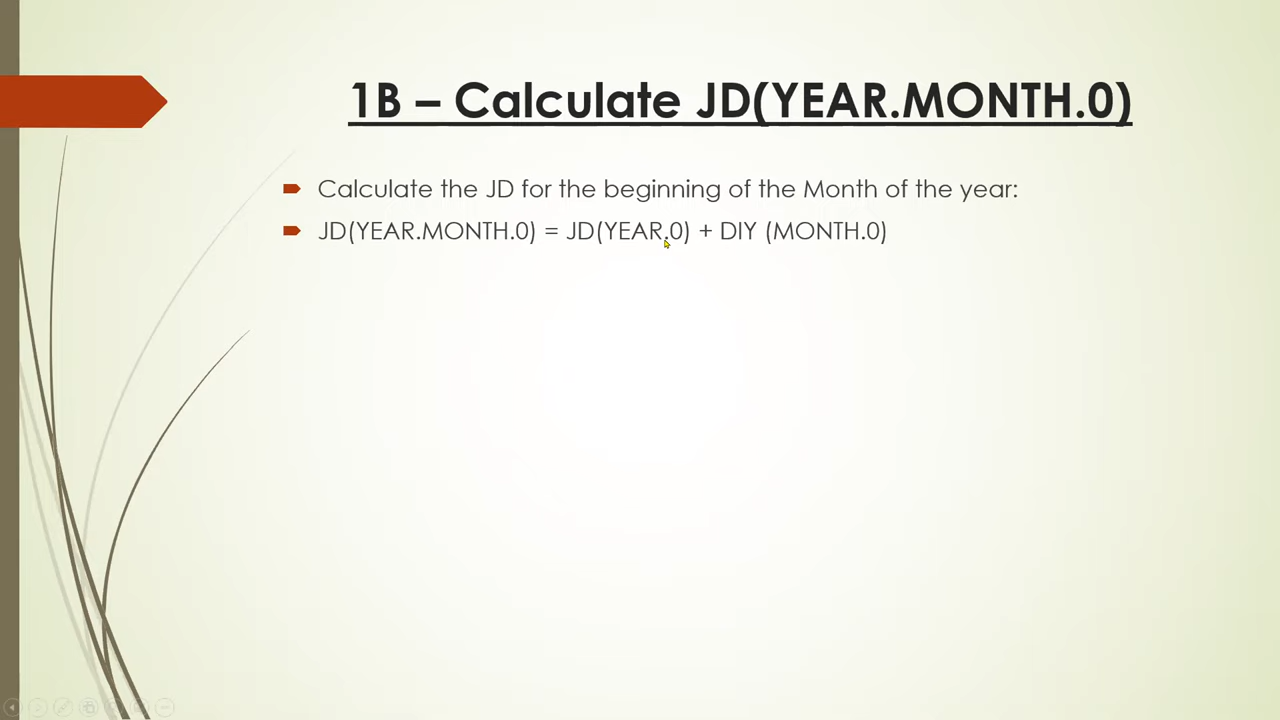 1B – Calculate JD(YEAR.MONTH.0)
Calculate the JD for the beginning of the Month of the year:
JD(YEAR.MONTH.0) = JD(YEAR.0) + DIY (MONTH.0)